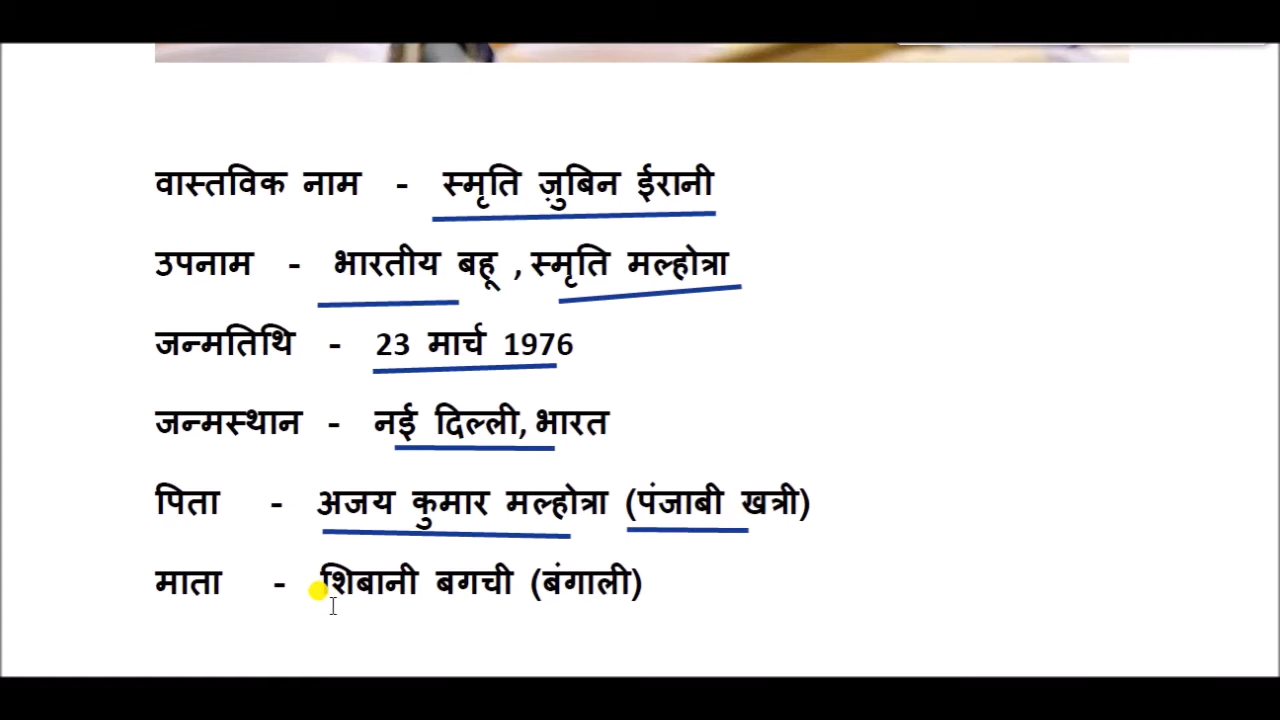 वास्तविक नाम - स्मृति ज़ुबिन ईरानी
उपनाम - भारतीय बहू , स्मृति मल्होत्रा
जन्मतिथि - 23 मार्च 1976
जन्मस्थान - नई दिल्ली, भारत
पिता - अजय कुमार मल्होत्रा (पंजाबी खत्री)
माता - शिबानी बगची (बंगाली)